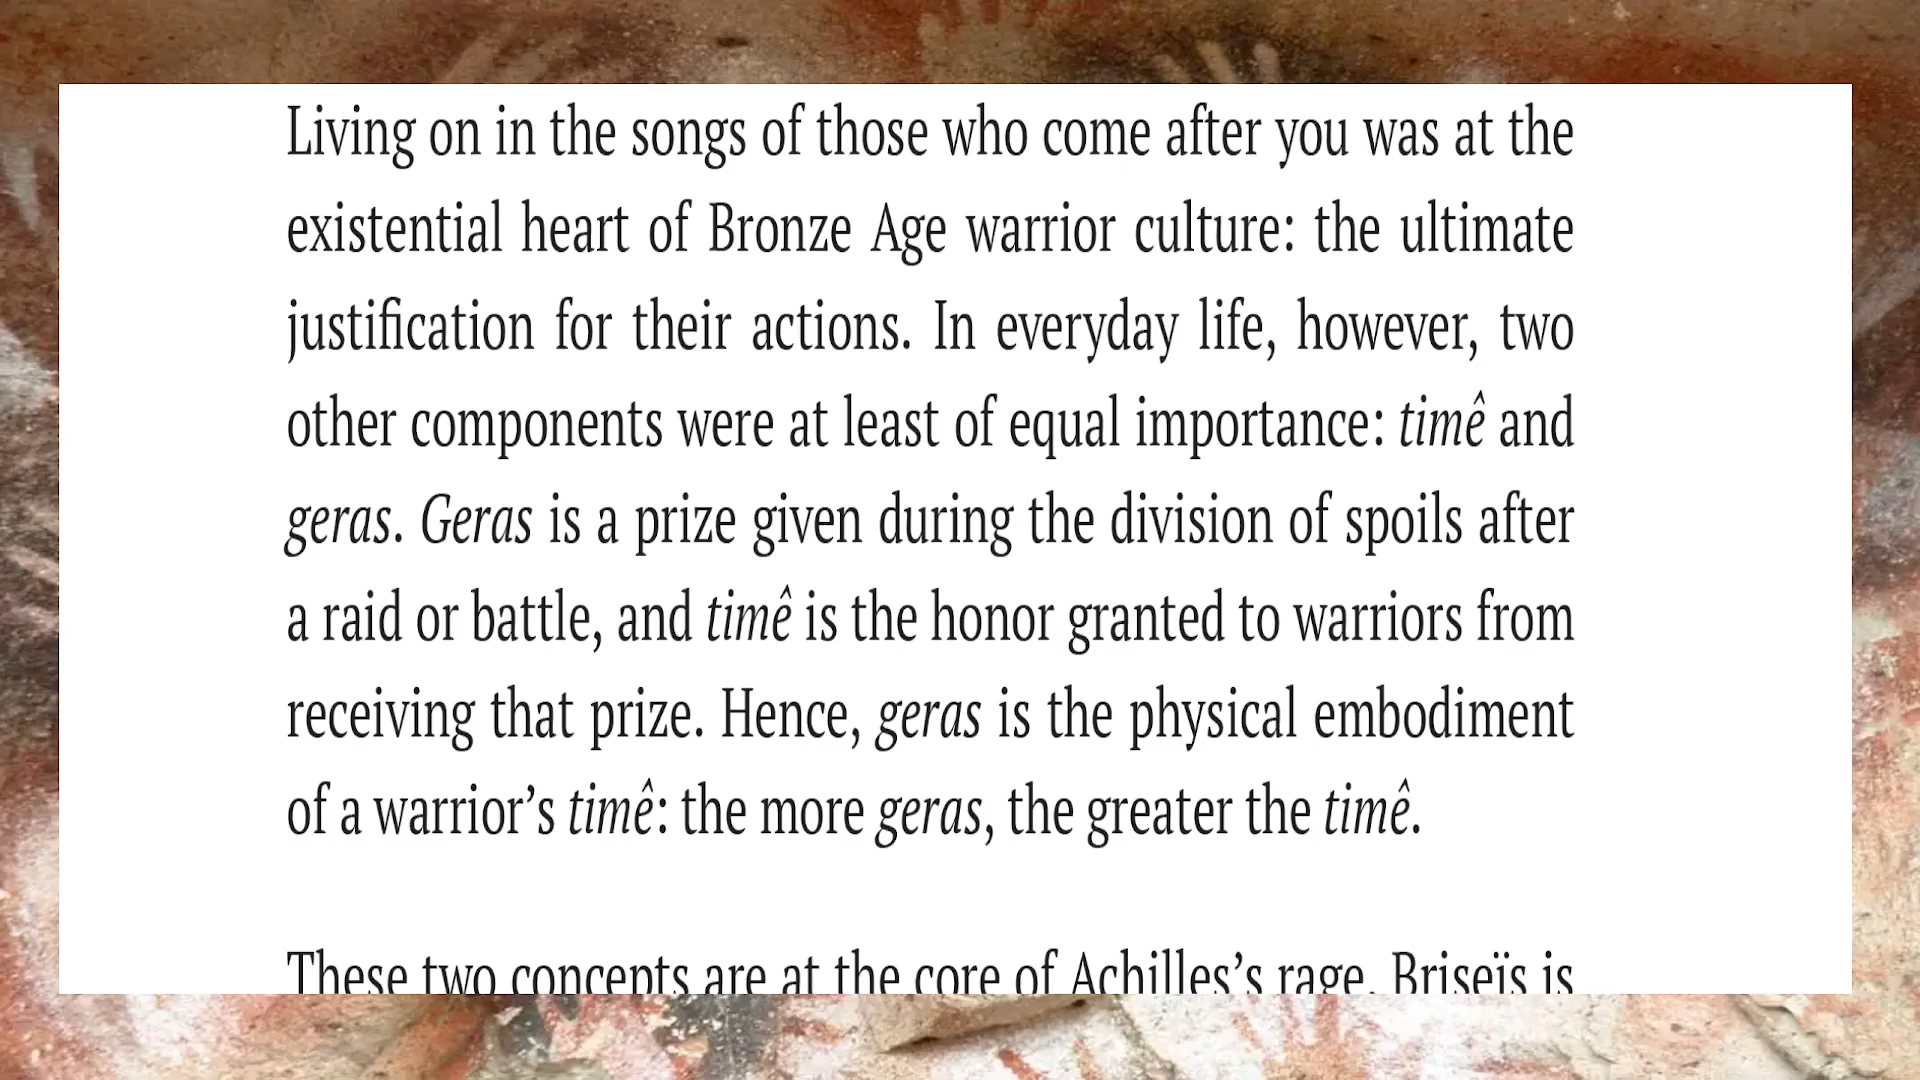 Living on in the songs of those who come after you was at the
existential heart of Bronze Age warrior culture: the ultimate
justification for their actions. In everyday life, however, two
other components were at least of equal importance: timê and
geras. Geras is a prize given during the division of spoils after
a raid or battle, and timê is the honor granted to warriors from
receiving that prize. Hence, geras is the physical embodiment
of a warrior’s timê: the more geras, the greater the timê.
These two concepts are at the core of Achilles’s rage. Briseïs is